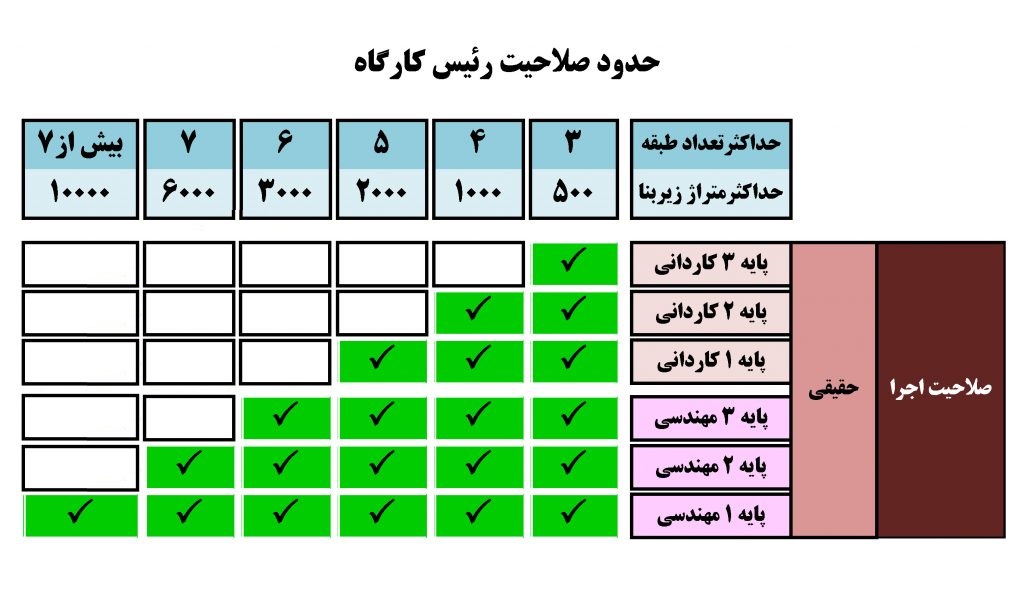 حدود صلاحیت رئیس کارگاه
حداکثرتعداد طبقه ۳ ۴ ۵ ۶ ۷ بیش از۷
حداکثرمتراژ زیربنا ۵۰۰ ۱۰۰۰ ۲۰۰۰ ۳۰۰۰ ۶۰۰۰ ۱۰۰۰۰
صلاحیت اجرا
حقیقی
پایه ۳ کاردانی ✓
پایه ۲ کاردانی ✓ ✓
پایه ۱ کاردانی ✓ ✓ ✓
پایه ۳ مهندسی ✓ ✓ ✓ ✓
پایه ۲ مهندسی ✓ ✓ ✓ ✓ ✓
پایه ۱ مهندسی ✓ ✓ ✓ ✓ ✓ ✓